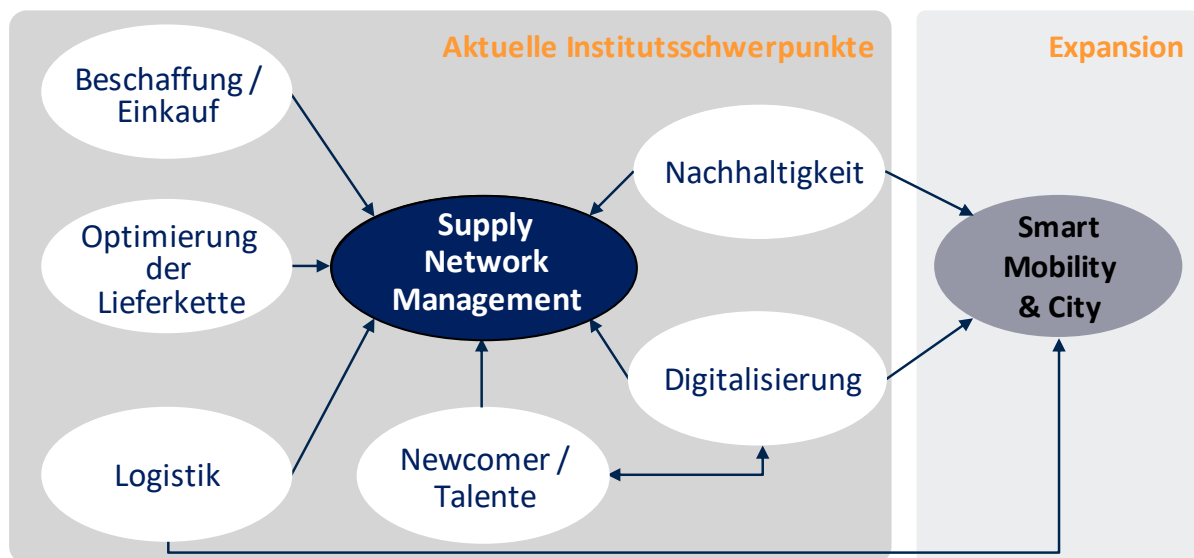 Aktuelle Institutsschwerpunkte
Expansion
Beschaffung /
Einkauf
Nachhaltigkeit
Optimierung
der
Lieferkette
Supply
Network
Management
Smart
Mobility
& City
Digitalisierung
Logistik
Newcomer /
Talente